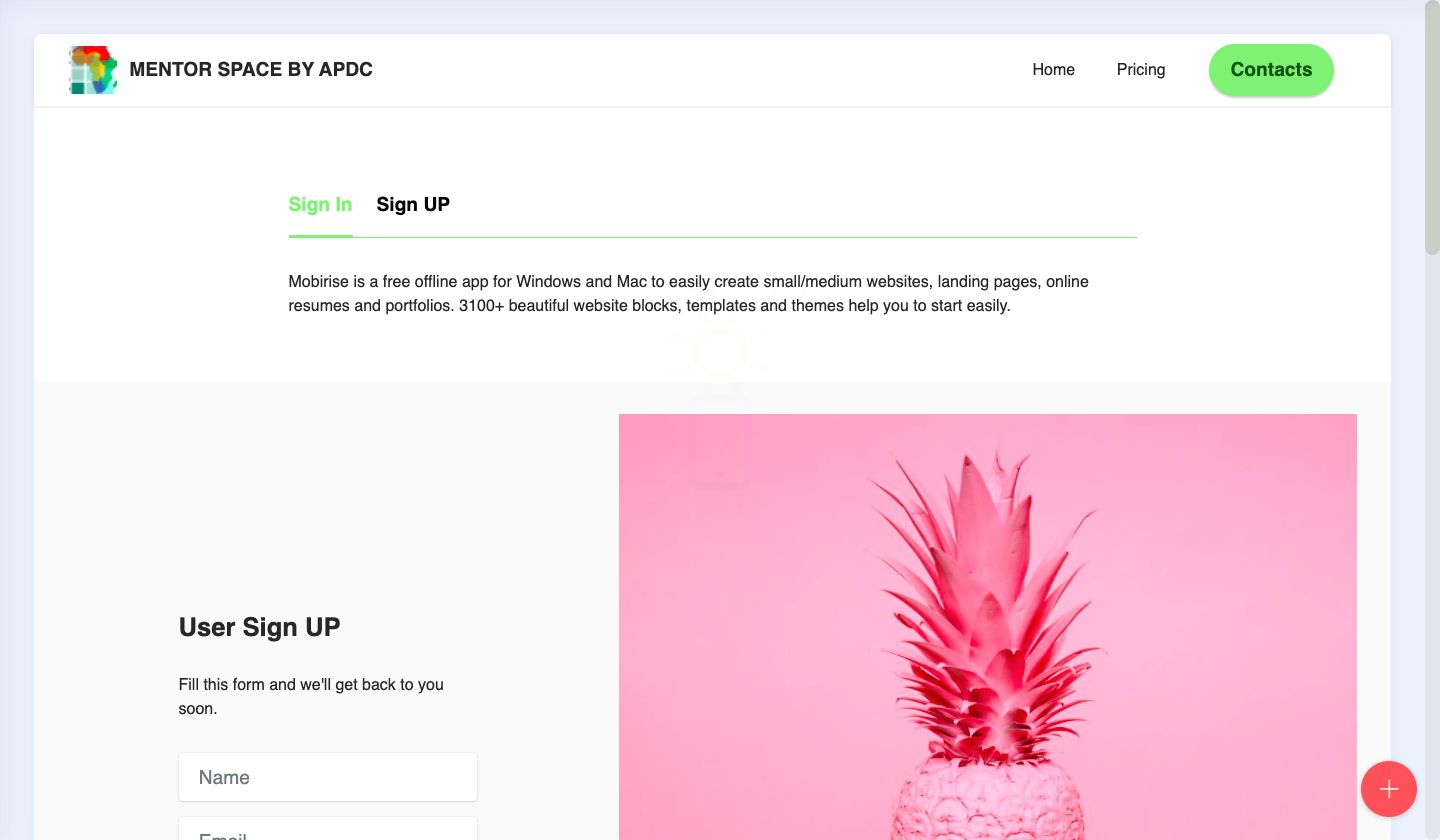 MENTOR SPACE BY APDC
Home
Pricing
Contacts
Sign In
Sign UP
Mobirise is a free offline app for Windows and Mac to easily create small/medium websites, landing pages, online
resumes and portfolios. 3100+ beautiful website blocks, templates and themes help you to start easily.
User Sign UP
Fill this form and we'll get back to you
soon.
Name
Email